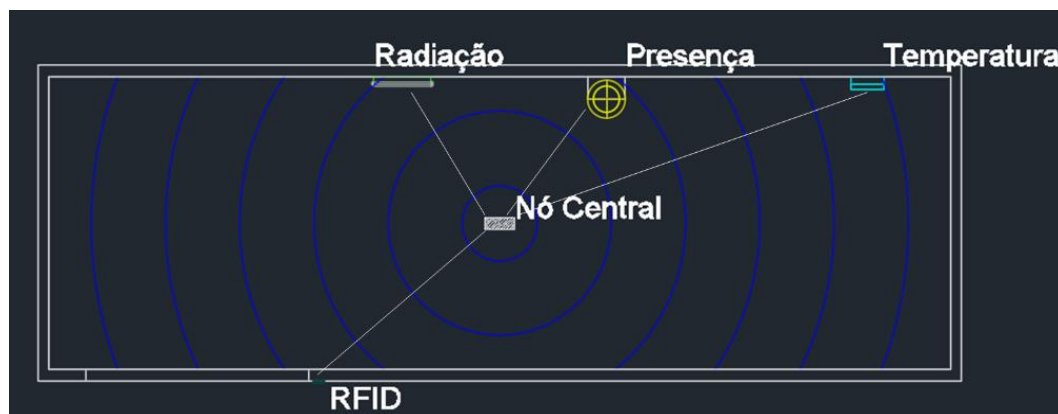 Radiação
Presença
Temperatura
Nó Central
RFID